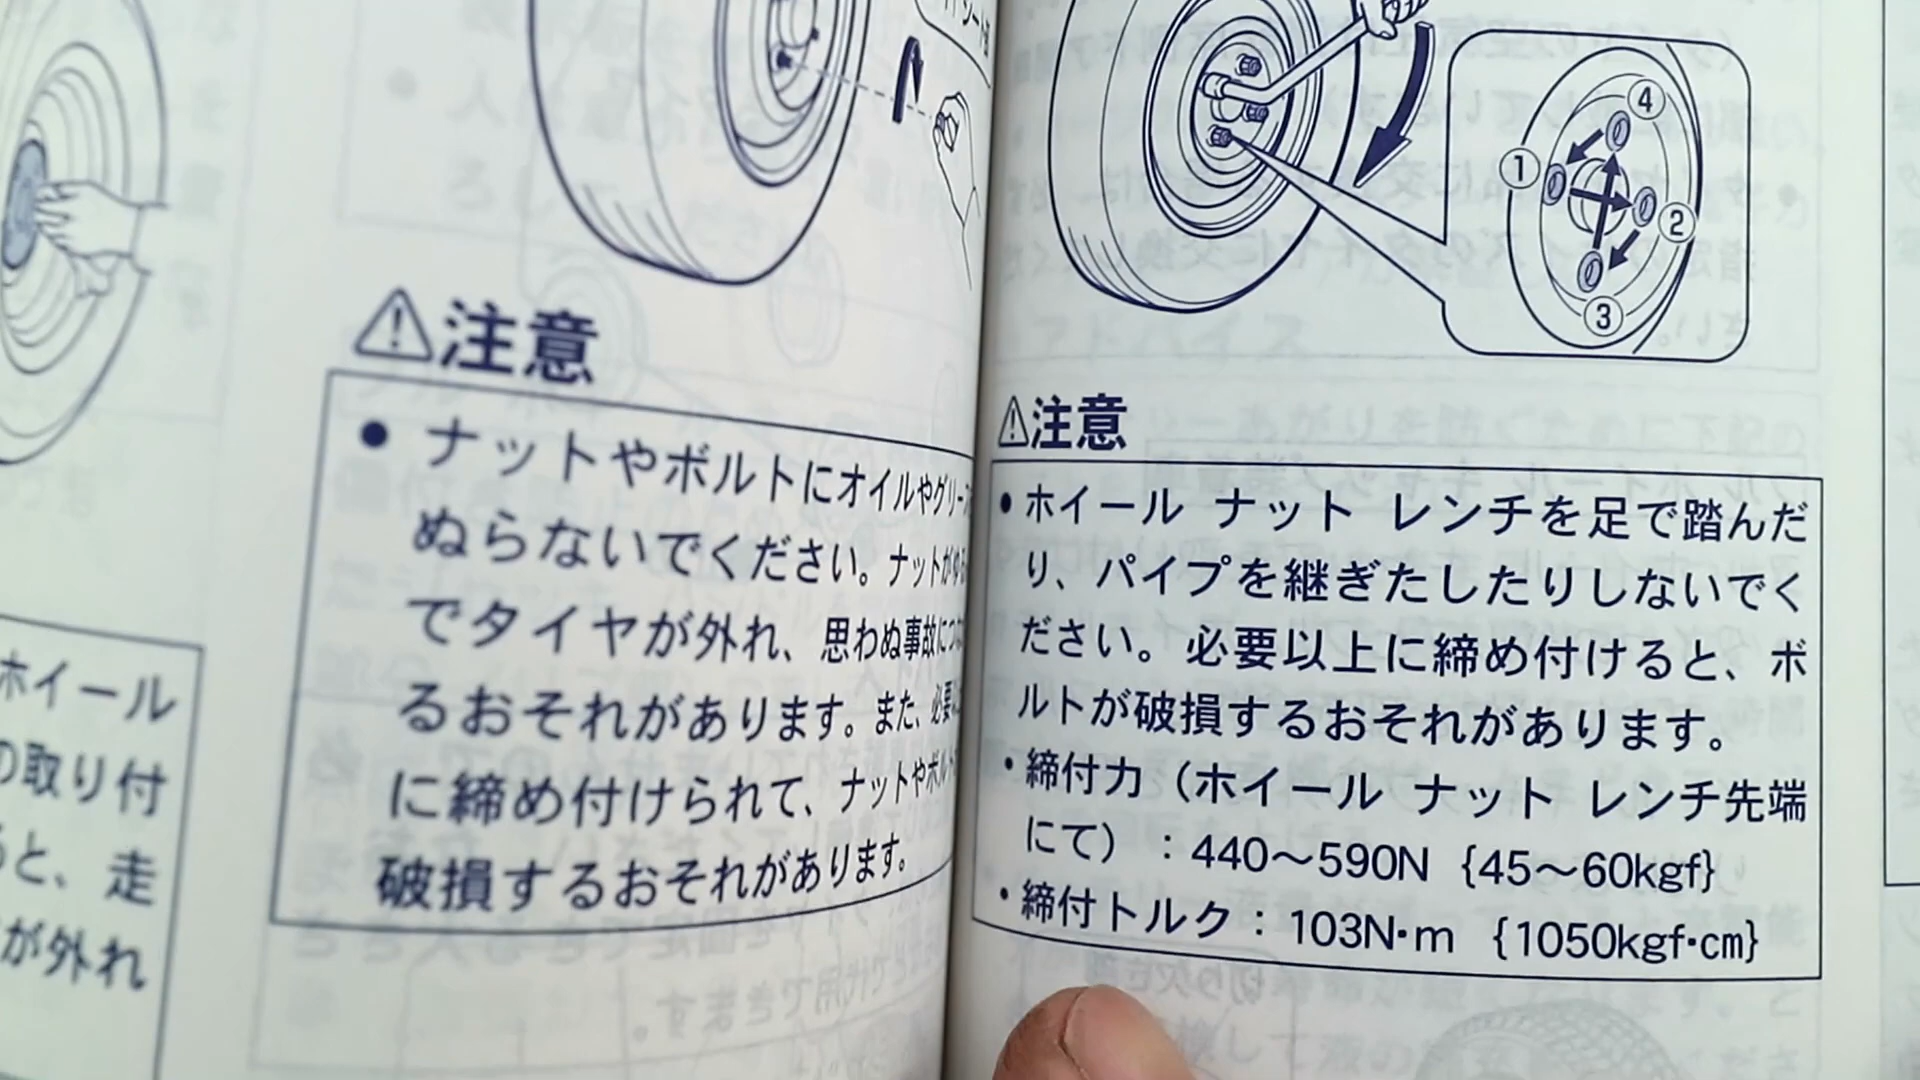 ホイール
の取り付
ると、走
が外れ
⚠注意
● ナットやボルトにオイルやグリー
ぬらないでください。ナットがゆる
でタイヤが外れ、思わぬ事故につ
るおそれがあります。また、必要
に締め付けられて、ナットやボル
破損するおそれがあります。
④
①
②
③
⚠注意
• ホイール ナット レンチを足で踏んだ
り、パイプを継ぎたしたりしないでく
ださい。必要以上に締め付けると、ボ
ルトが破損するおそれがあります。
・締付力（ホイール ナット レンチ先端
にて）：440～590N {45～60kgf}
・締付トルク：103N･m {1050kgf･cm}